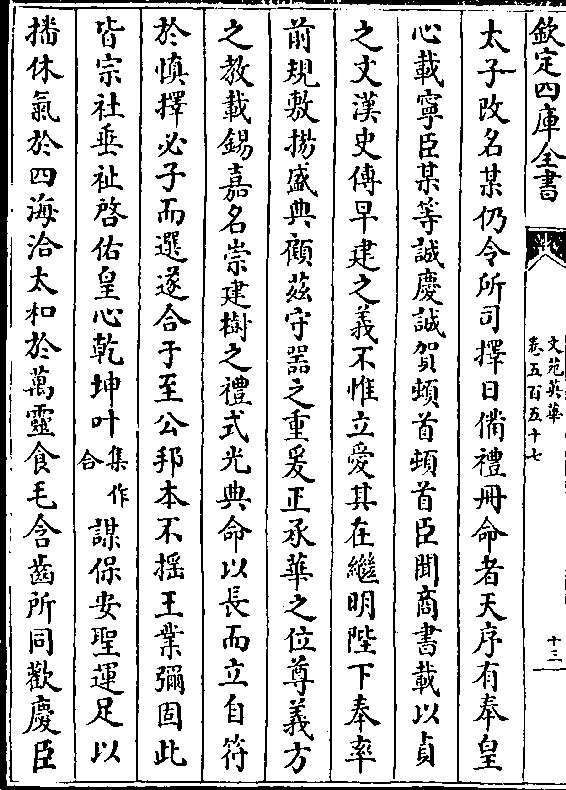 欽定四庫全書
文苑英華
卷五百五十七
十三
太子改名某仍令所司擇日備禮冊命者天序有奉皇
心載寧臣某等誠慶誠賀頓首頓首臣聞商書載以貞
之文漢史傳早建之義不惟立愛其在繼明陛下奉率
前規敷揚盛典顧茲守器之重爰正承華之位尊義方
之教載錫嘉名崇建樹之禮式光典命以長而立自符
於慎擇必子而選遂合于至公邦本不揺王業彌固此
皆宗社垂祉啓佑皇心乾坤叶集作合謀保安聖運足以
播休氣於四海洽太和於萬靈食毛含齒所同歡慶臣